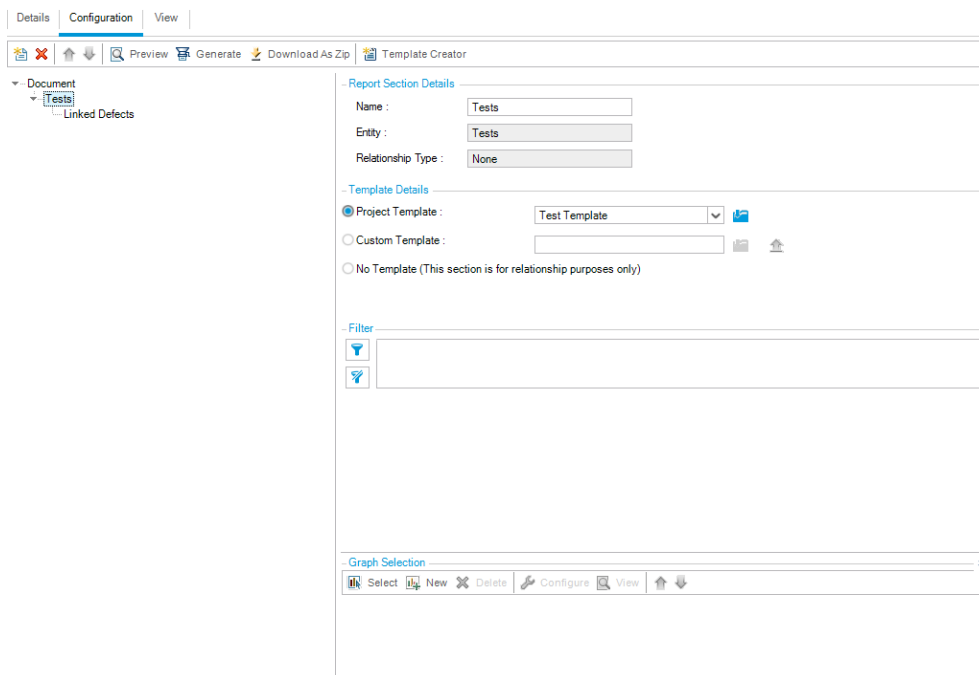 Details Configuration View
Preview Generate Download As Zip Template Creator
Document
Tests
Linked Defects
Report Section Details
Name : Tests
Entity : Tests
Relationship Type : None
Template Details
Project Template : Test Template
Custom Template :
No Template (This section is for relationship purposes only)
Filter
Graph Selection
Select New Delete Configure View